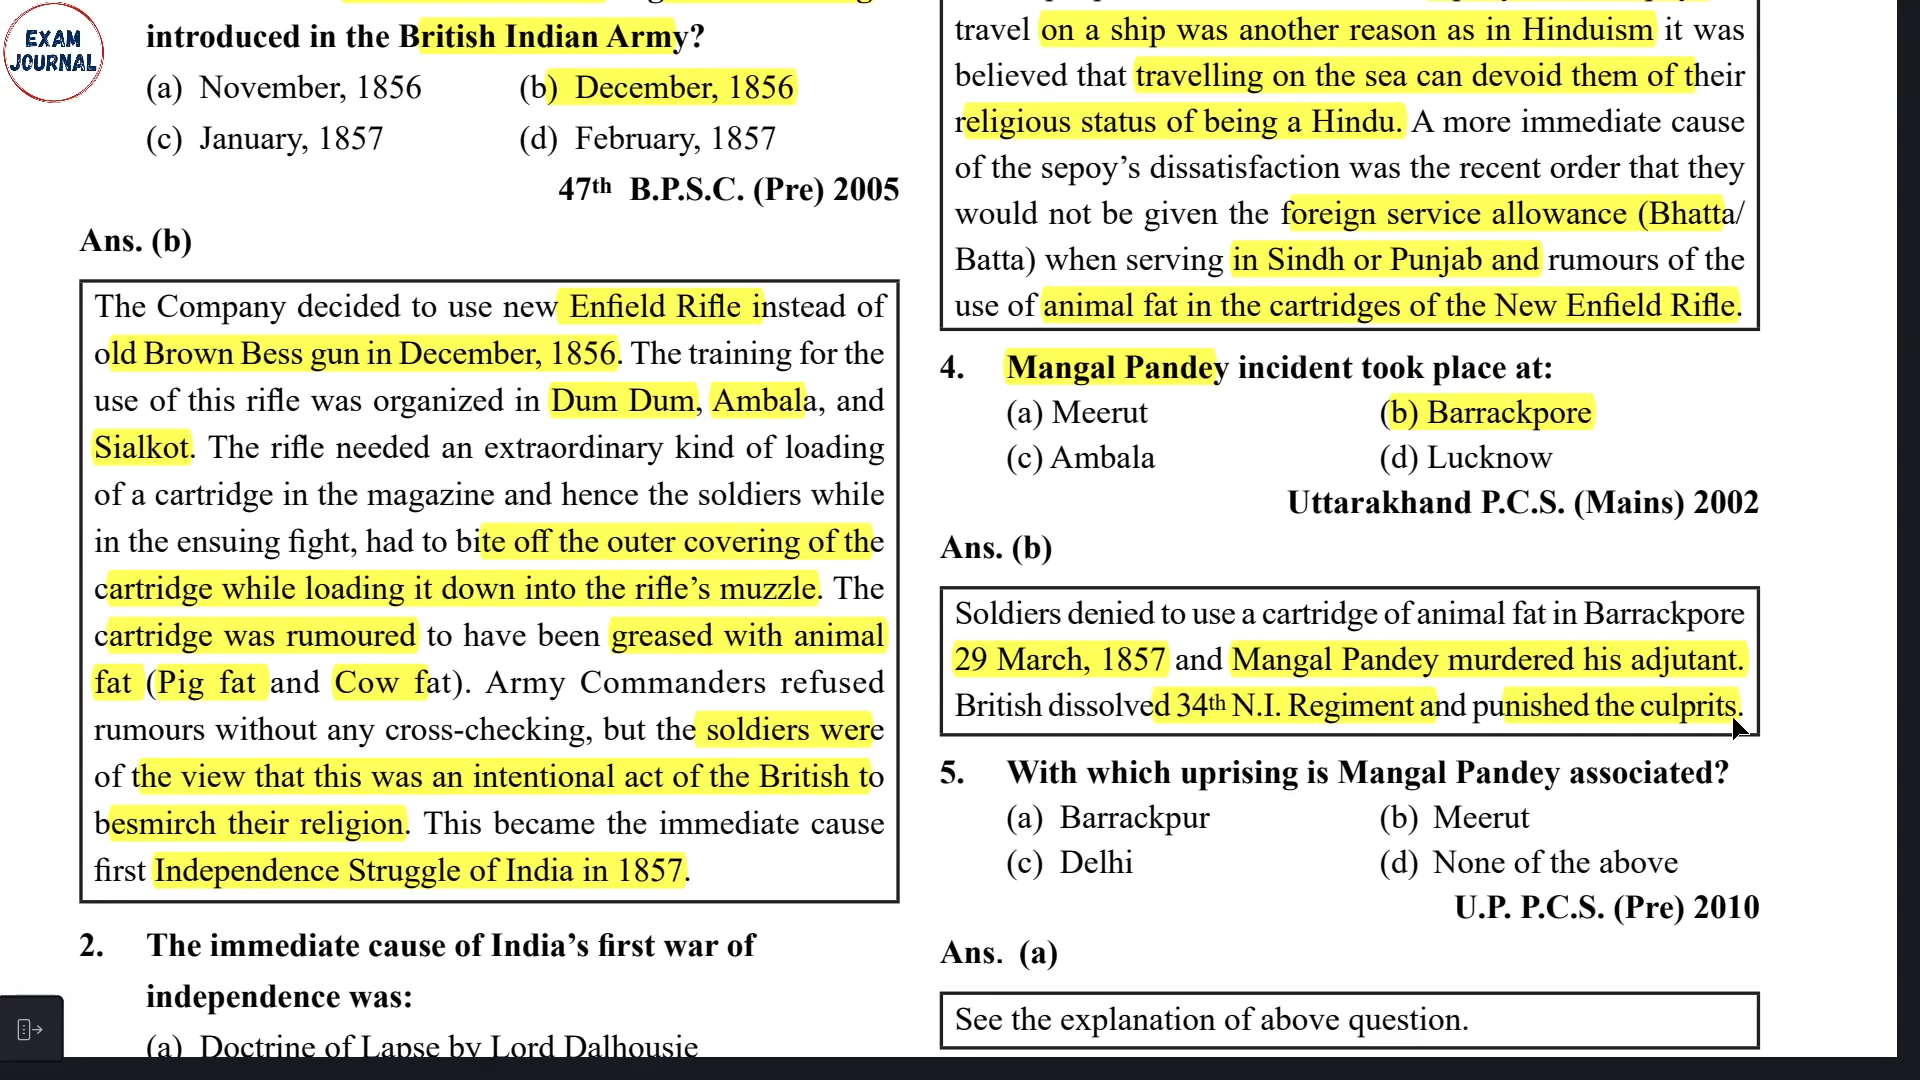 EXAM
JOURNAL
introduced in the British Indian Army?
(a) November, 1856 (b) December, 1856
(c) January, 1857 (d) February, 1857
47th B.P.S.C. (Pre) 2005
Ans. (b)
The Company decided to use new Enfield Rifle instead of
old Brown Bess gun in December, 1856. The training for the
use of this rifle was organized in Dum Dum, Ambala, and
Sialkot. The rifle needed an extraordinary kind of loading
of a cartridge in the magazine and hence the soldiers while
in the ensuing fight, had to bite off the outer covering of the
cartridge while loading it down into the rifle's muzzle. The
cartridge was rumoured to have been greased with animal
fat (Pig fat and Cow fat). Army Commanders refused
rumours without any cross-checking, but the soldiers were
of the view that this was an intentional act of the British to
besmirch their religion. This became the immediate cause
first Independence Struggle of India in 1857.
2. The immediate cause of India's first war of
independence was:
(a) Doctrine of Lapse by Lord Dalhousie
travel on a ship was another reason as in Hinduism it was
believed that travelling on the sea can devoid them of their
religious status of being a Hindu. A more immediate cause
of the sepoy's dissatisfaction was the recent order that they
would not be given the foreign service allowance (Bhatta/
Batta) when serving in Sindh or Punjab and rumours of the
use of animal fat in the cartridges of the New Enfield Rifle.
4. Mangal Pandey incident took place at:
(a) Meerut (b) Barrackpore
(c) Ambala (d) Lucknow
Uttarakhand P.C.S. (Mains) 2002
Ans. (b)
Soldiers denied to use a cartridge of animal fat in Barrackpore
29 March, 1857 and Mangal Pandey murdered his adjutant.
British dissolved 34th N.I. Regiment and punished the culprits.
5. With which uprising is Mangal Pandey associated?
(a) Barrackpur (b) Meerut
(c) Delhi (d) None of the above
U.P. P.C.S. (Pre) 2010
Ans. (a)
See the explanation of above question.